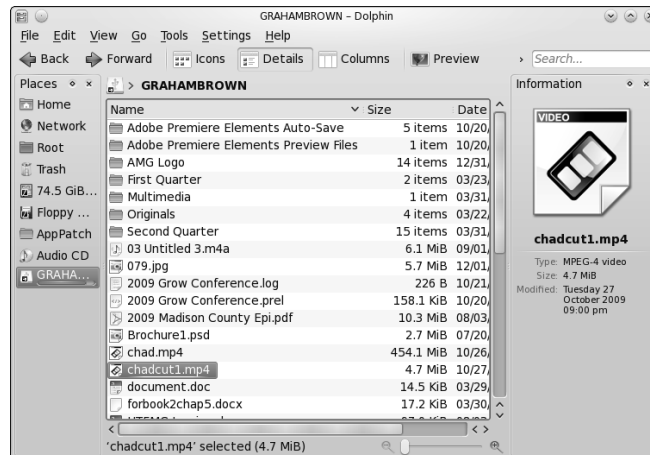 GRAHAMBROWN – Dolphin
File Edit View Go Tools Settings Help
Back Forward Icons Details Columns Preview Search...
Places
Home
Network
Root
Trash
74.5 GiB...
Floppy ...
AppPatch
Audio CD
GRAHA...
> GRAHAMBROWN
Name Size Date
Adobe Premiere Elements Auto-Save 5 items 10/20/
Adobe Premiere Elements Preview Files 1 item 10/20/
AMG Logo 14 items 12/31/
First Quarter 2 items 03/23/
Multimedia 1 item 03/31/
Originals 4 items 03/22/
Second Quarter 15 items 03/31/
03 Untitled 3.m4a 6.1 MiB 09/01/
079.jpg 5.7 MiB 12/01/
2009 Grow Conference.log 226 B 10/21/
2009 Grow Conference.prel 158.1 KiB 10/20/
2009 Madison County Epi.pdf 10.3 MiB 08/03/
Brochure1.psd 2.7 MiB 07/20/
chad.mp4 454.1 MiB 10/26/
chadcut1.mp4 4.7 MiB 10/27/
document.doc 14.5 KiB 03/29/
forbook2chap5.docx 17.2 KiB 03/30/
'chadcut1.mp4' selected (4.7 MiB)
Information
VIDEO
chadcut1.mp4
Type: MPEG-4 video
Size: 4.7 MiB
Modified: Tuesday 27
October 2009
09:00 pm